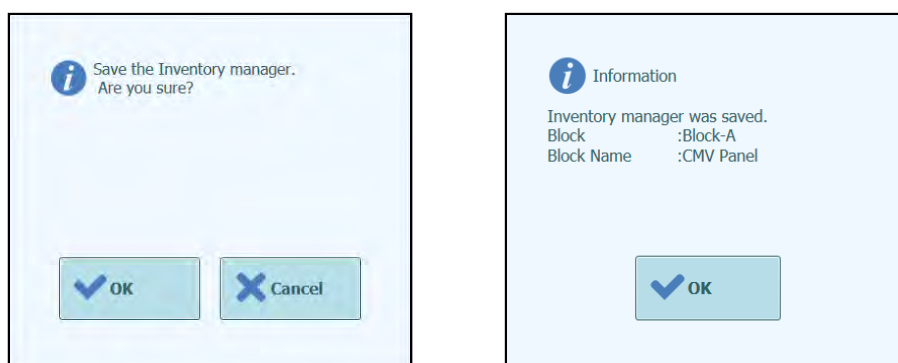 Save the Inventory manager.
Are you sure?
OK
Cancel
Information
Inventory manager was saved.
Block :Block-A
Block Name :CMV Panel
OK